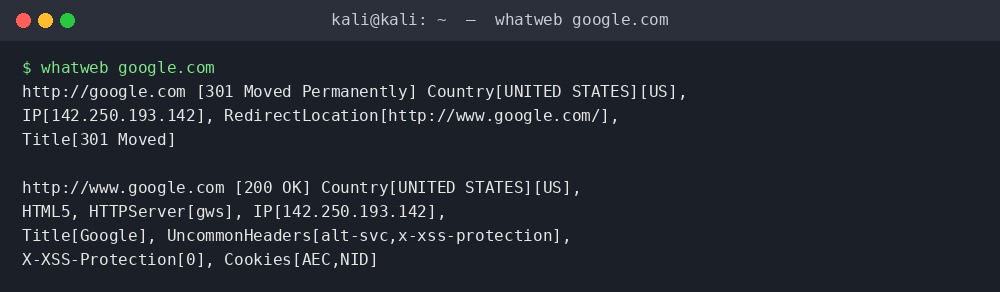 kali@kali: ~  —  whatweb google.com
$ whatweb google.com
http://google.com [301 Moved Permanently] Country[UNITED STATES][US],
IP[142.250.193.142], RedirectLocation[http://www.google.com/],
Title[301 Moved]
http://www.google.com [200 OK] Country[UNITED STATES][US],
HTML5, HTTPServer[gws], IP[142.250.193.142],
Title[Google], UncommonHeaders[alt-svc,x-xss-protection],
X-XSS-Protection[0], Cookies[AEC,NID]